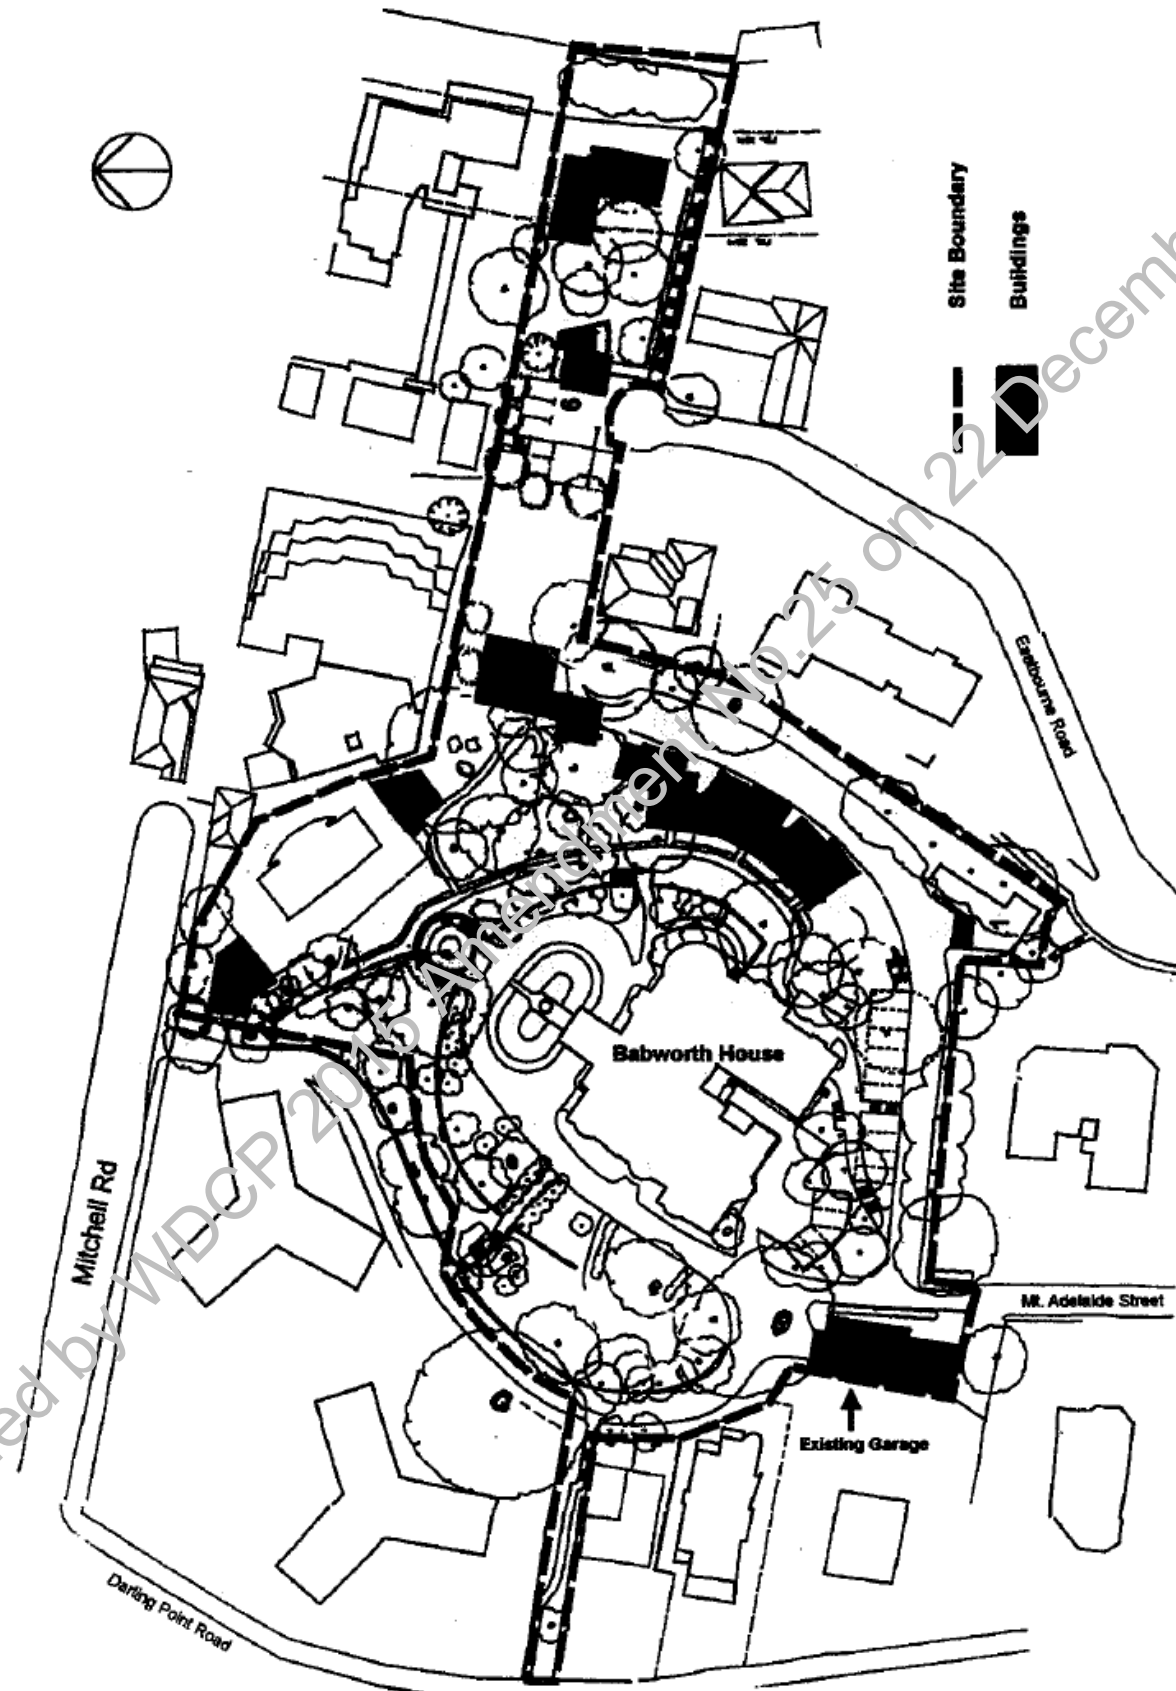 Site Boundary
Buildings
Eastbourne Road
Babworth House
Mitchell Rd
Mt. Adelaide Street
Existing Garage
Darling Point Road
ed by WDCP 2015 Amendment No.25 on 22 Decemb